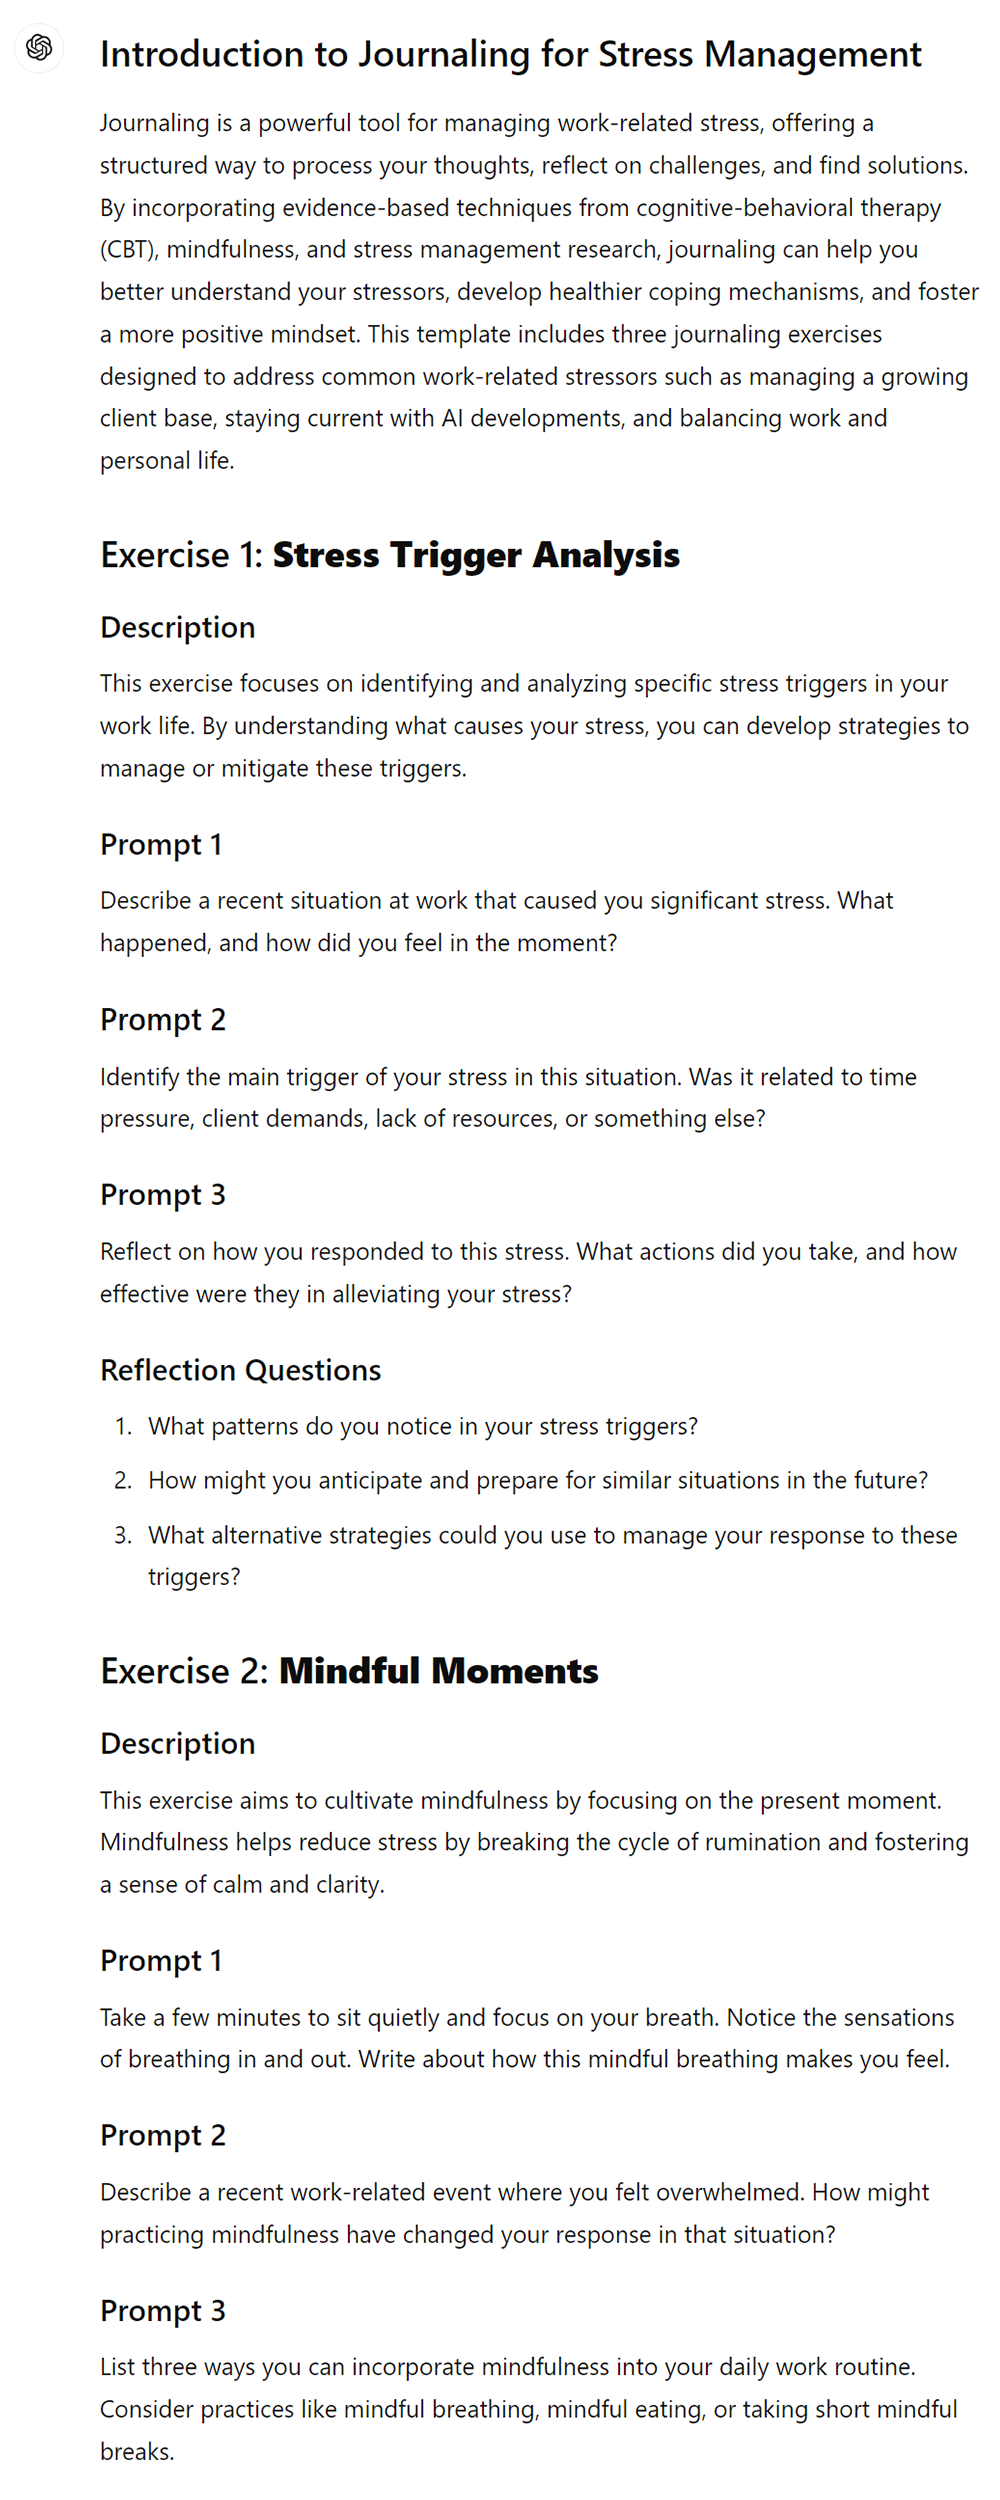 Introduction to Journaling for Stress Management
Journaling is a powerful tool for managing work-related stress, offering a
structured way to process your thoughts, reflect on challenges, and find solutions.
By incorporating evidence-based techniques from cognitive-behavioral therapy
(CBT), mindfulness, and stress management research, journaling can help you
better understand your stressors, develop healthier coping mechanisms, and foster
a more positive mindset. This template includes three journaling exercises
designed to address common work-related stressors such as managing a growing
client base, staying current with AI developments, and balancing work and
personal life.
Exercise 1: Stress Trigger Analysis
Description
This exercise focuses on identifying and analyzing specific stress triggers in your
work life. By understanding what causes your stress, you can develop strategies to
manage or mitigate these triggers.
Prompt 1
Describe a recent situation at work that caused you significant stress. What
happened, and how did you feel in the moment?
Prompt 2
Identify the main trigger of your stress in this situation. Was it related to time
pressure, client demands, lack of resources, or something else?
Prompt 3
Reflect on how you responded to this stress. What actions did you take, and how
effective were they in alleviating your stress?
Reflection Questions
1. What patterns do you notice in your stress triggers?
2. How might you anticipate and prepare for similar situations in the future?
3. What alternative strategies could you use to manage your response to these
triggers?
Exercise 2: Mindful Moments
Description
This exercise aims to cultivate mindfulness by focusing on the present moment.
Mindfulness helps reduce stress by breaking the cycle of rumination and fostering
a sense of calm and clarity.
Prompt 1
Take a few minutes to sit quietly and focus on your breath. Notice the sensations
of breathing in and out. Write about how this mindful breathing makes you feel.
Prompt 2
Describe a recent work-related event where you felt overwhelmed. How might
practicing mindfulness have changed your response in that situation?
Prompt 3
List three ways you can incorporate mindfulness into your daily work routine.
Consider practices like mindful breathing, mindful eating, or taking short mindful
breaks.